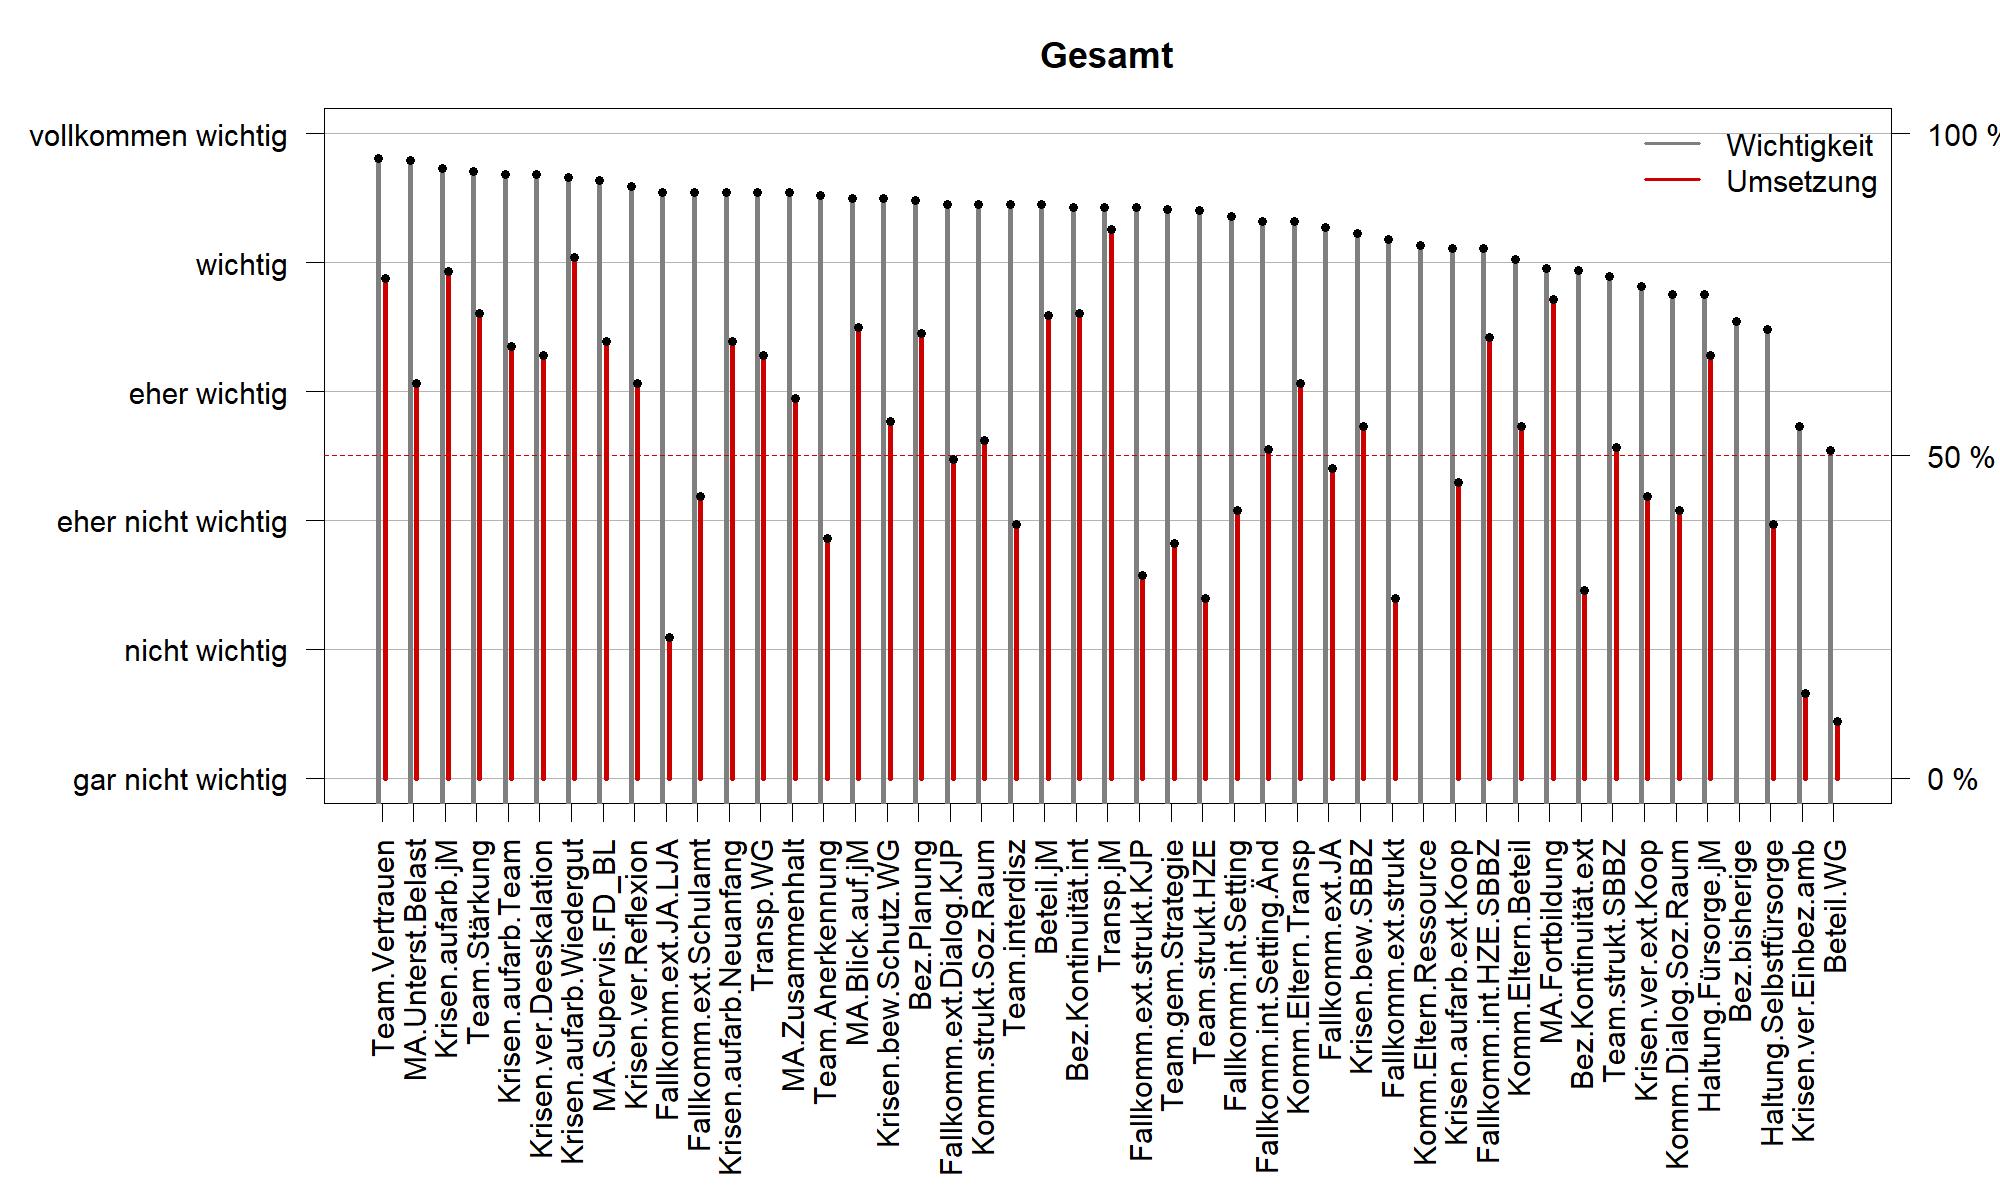 Gesamt
vollkommen wichtig
wichtig
eher wichtig
eher nicht wichtig
nicht wichtig
gar nicht wichtig
100 %
50 %
0 %
Wichtigkeit
Umsetzung
Team.Vertrauen
MA.Unterst.Belast
Krisen.aufarb.jM
Team.Stärkung
Krisen.aufarb.Team
Krisen.ver.Deeskalation
Krisen.aufarb.Wiedergut
MA.Supervis.FD_BL
Krisen.ver.Reflexion
Fallkomm.ext.JA.LJA
Fallkomm.ext.Schulamt
Krisen.aufarb.Neuanfang
Transp.WG
MA.Zusammenhalt
Team.Anerkennung
MA.Blick.auf.jM
Krisen.bew.Schutz.WG
Bez.Planung
Fallkomm.ext.Dialog.KJP
Komm.strukt.Soz.Raum
Team.interdisz
Beteil.jM
Bez.Kontinuität.int
Transp.jM
Fallkomm.ext.strukt.KJP
Team.gem.Strategie
Team.strukt.HZE
Fallkomm.int.Setting
Fallkomm.int.Setting.Änd
Komm.Eltern.Transp
Fallkomm.ext.JA
Krisen.bew.SBBZ
Fallkomm.ext.strukt
Komm.Eltern.Ressource
Krisen.aufarb.ext.Koop
Fallkomm.int.HZE.SBBZ
Komm.Eltern.Beteil
MA.Fortbildung
Bez.Kontinuität.ext
Team.strukt.SBBZ
Krisen.ver.ext.Koop
Komm.Dialog.Soz.Raum
Haltung.Fürsorge.jM
Bez.bisherige
Haltung.Selbstfürsorge
Krisen.ver.Einbez.amb
Beteil.WG